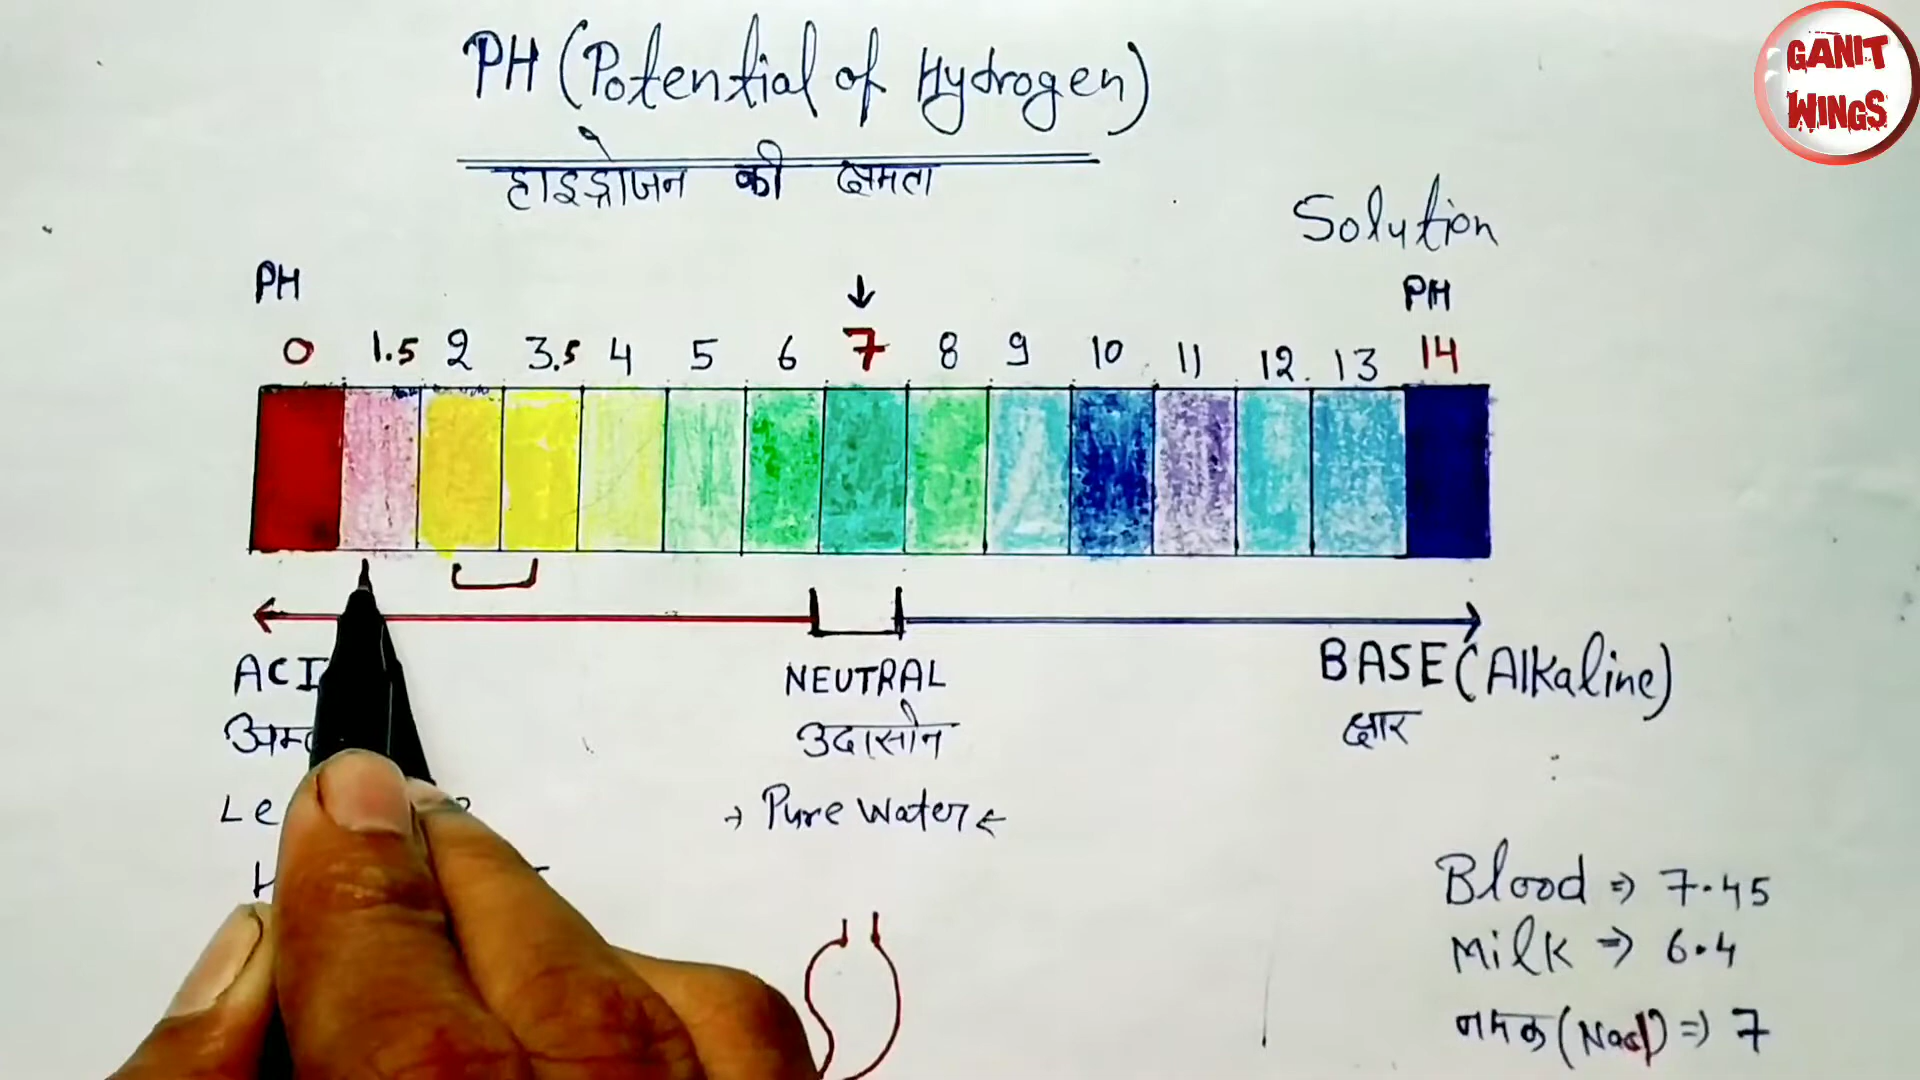 GANIT
WINGS
PH (Potential of Hydrogen)
हाइड्रोजन की क्षमता
Solution
PH
PH
0 1.5 2 3.5 4 5 6 7 8 9 10 11 12 13 14
NEUTRAL
BASE (Alkaline)
उदासीन
क्षार
Pure Water
Blood ⇒ 7.45
Milk ⇒ 6.4
नमक (Nacl) ⇒ 7